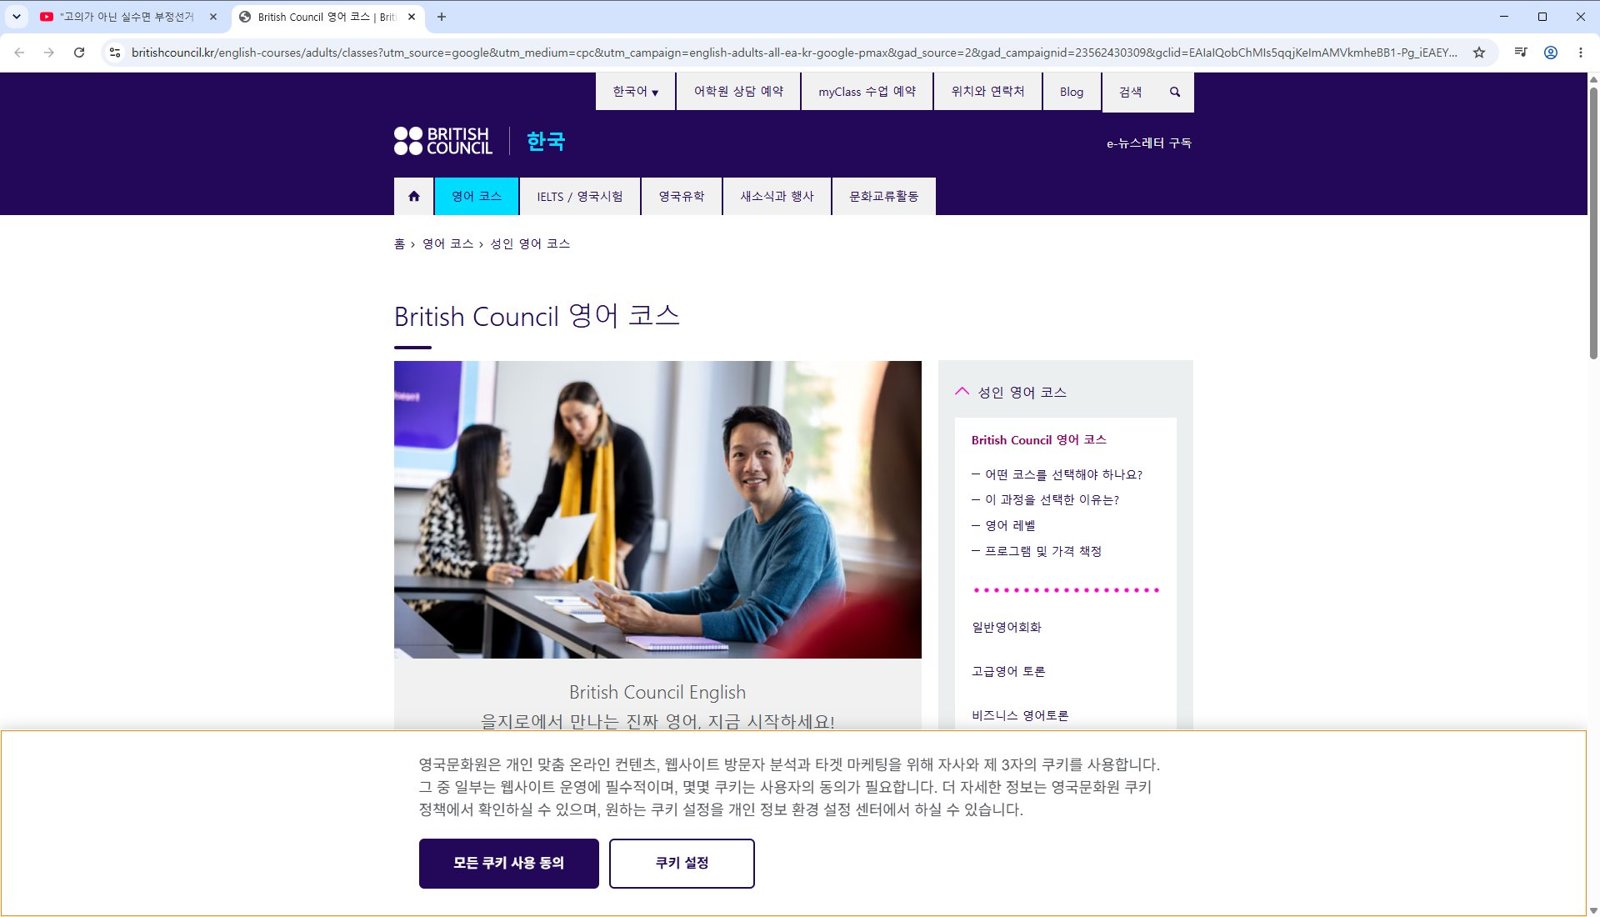 "고의가 아닌 실수면 부정선거
British Council 영어 코스 | Brit
britishcouncil.kr/english-courses/adults/classes?utm_source=google&utm_medium=cpc&utm_campaign=english-adults-all-ea-kr-google-pmax&gad_source=2&gad_campaignid=23562430309&gclid=EAIaIQobChMIs5qqjKeImAMVkmheBB1-Pg_iEAEY...
한국어 ▾ 어학원 상담 예약 myClass 수업 예약 위치와 연락처 Blog 검색
BRITISH
COUNCIL
한국
e-뉴스레터 구독
영어 코스 IELTS / 영국시험 영국유학 새소식과 행사 문화교류활동
홈 › 영어 코스 › 성인 영어 코스
British Council 영어 코스
성인 영어 코스
British Council 영어 코스
– 어떤 코스를 선택해야 하나요?
– 이 과정을 선택한 이유는?
– 영어 레벨
– 프로그램 및 가격 책정
일반영어회화
고급영어 토론
비즈니스 영어토론
British Council English
을지로에서 만나는 진짜 영어, 지금 시작하세요!
영국문화원은 개인 맞춤 온라인 컨텐츠, 웹사이트 방문자 분석과 타겟 마케팅을 위해 자사와 제 3자의 쿠키를 사용합니다.
그 중 일부는 웹사이트 운영에 필수적이며, 몇몇 쿠키는 사용자의 동의가 필요합니다. 더 자세한 정보는 영국문화원 쿠키
정책에서 확인하실 수 있으며, 원하는 쿠키 설정을 개인 정보 환경 설정 센터에서 하실 수 있습니다.
모든 쿠키 사용 동의 쿠키 설정